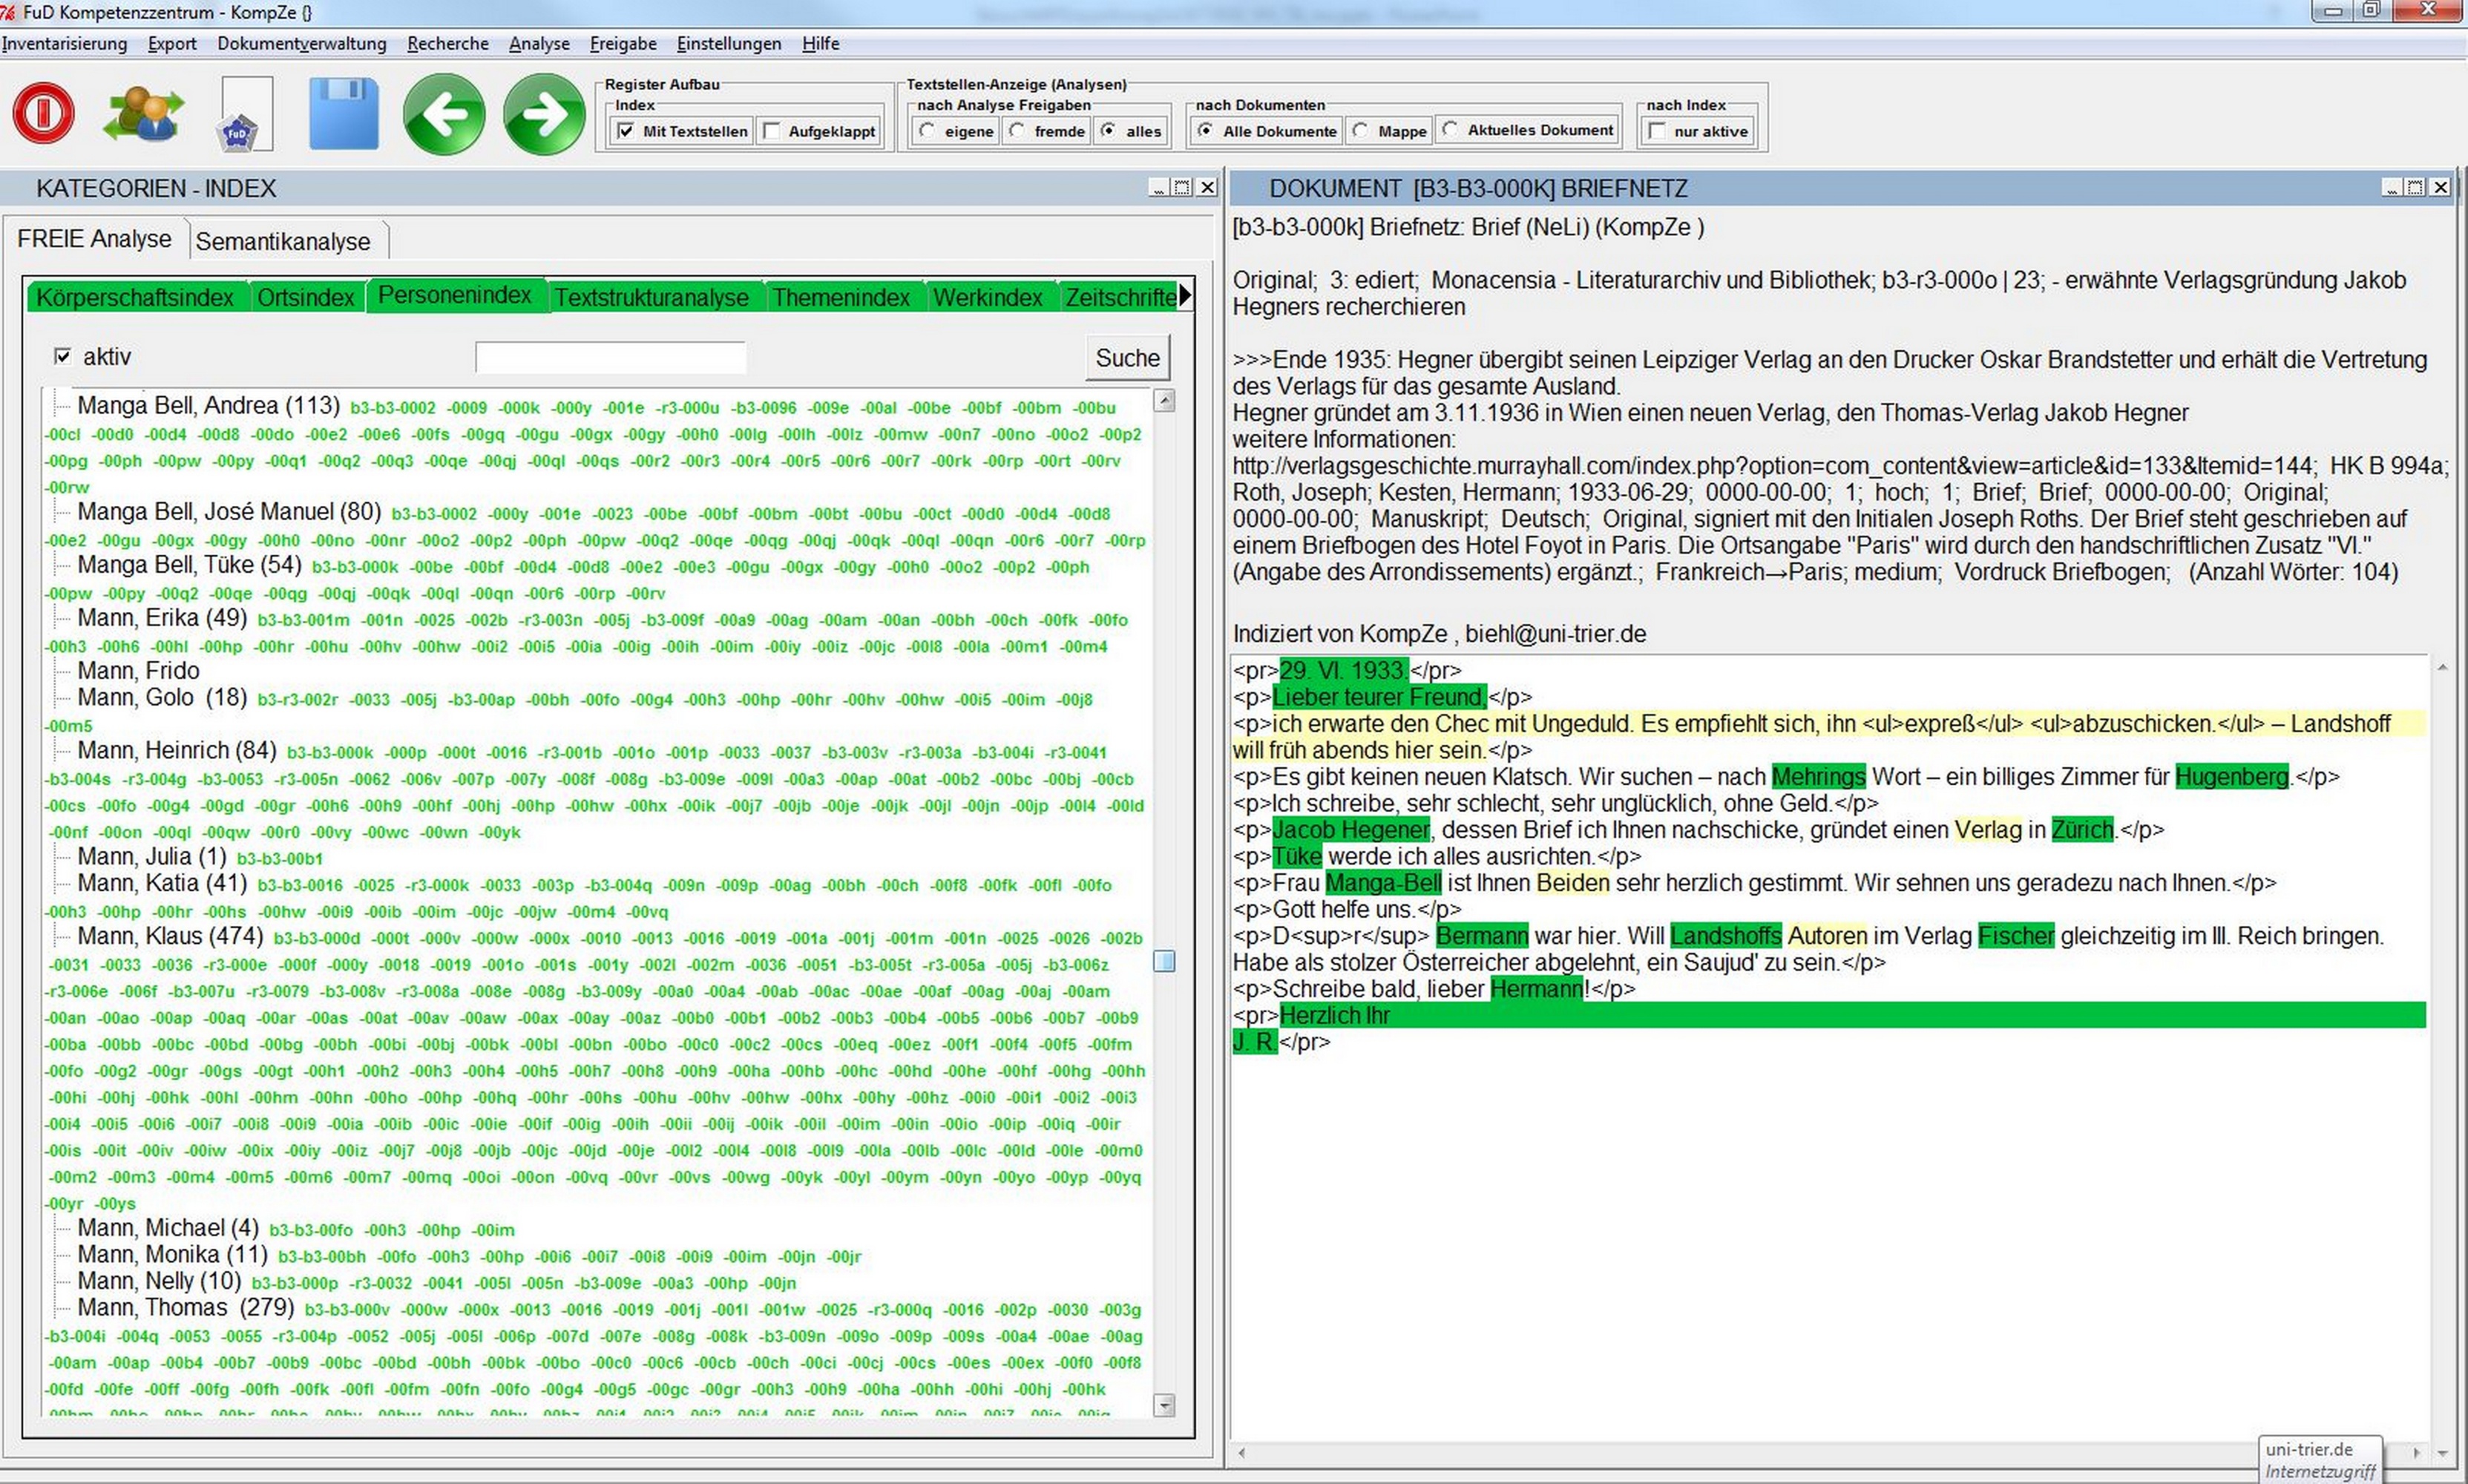 FuD Kompetenzzentrum - KompZe {}
Inventarisierung Export Dokumentverwaltung Recherche Analyse Freigabe Einstellungen Hilfe
Register Aufbau
Index
Mit Textstellen Aufgeklappt
Textstellen-Anzeige (Analysen)
nach Analyse Freigaben
eigene fremde alles
nach Dokumenten
Alle Dokumente Mappe Aktuelles Dokument
nach Index
nur aktive
FuD
KATEGORIEN - INDEX
FREIE Analyse Semantikanalyse
Körperschaftsindex Ortsindex Personenindex Textstrukturanalyse Themenindex Werkindex Zeitschrifte
aktiv Suche
Manga Bell, Andrea (113) b3-b3-0002 -0009 -000k -000y -001e -r3-000u -b3-0096 -009e -00al -00be -00bf -00bm -00bu
-00cl -00d0 -00d4 -00d8 -00do -00e2 -00e6 -00fs -00gq -00gu -00gx -00gy -00h0 -00lg -00lh -00lz -00mw -00n7 -00no -00o2 -00p2
-00pg -00ph -00pw -00py -00q1 -00q2 -00q3 -00qe -00qj -00ql -00qs -00r2 -00r3 -00r4 -00r5 -00r6 -00r7 -00rk -00rp -00rt -00rv
-00rw
Manga Bell, José Manuel (80) b3-b3-0002 -000y -001e -0023 -00be -00bf -00bm -00bt -00bu -00ct -00d0 -00d4 -00d8
-00e2 -00gu -00gx -00gy -00h0 -00no -00nr -00o2 -00p2 -00ph -00pw -00q2 -00qe -00qg -00qj -00qk -00ql -00qn -00r6 -00r7 -00rp
Manga Bell, Tüke (54) b3-b3-000k -00be -00bf -00d4 -00d8 -00e2 -00e3 -00gu -00gx -00gy -00h0 -00o2 -00p2 -00ph
-00pw -00py -00q2 -00qe -00qg -00qj -00qk -00ql -00qn -00r6 -00rp -00rv
Mann, Erika (49) b3-b3-001m -001n -0025 -002b -r3-003n -005j -b3-009f -00a9 -00ag -00am -00an -00bh -00ch -00fk -00fo
-00h3 -00h6 -00hl -00hp -00hr -00hu -00hv -00hw -00i2 -00i5 -00ia -00ig -00ih -00im -00iy -00iz -00jc -00l8 -00la -00m1 -00m4
Mann, Frido
Mann, Golo (18) b3-r3-002r -0033 -005j -b3-00ap -00bh -00fo -00g4 -00h3 -00hp -00hr -00hv -00hw -00i5 -00im -00j8
-00m5
Mann, Heinrich (84) b3-b3-000k -000p -000t -0016 -r3-001b -001o -001p -0033 -0037 -b3-003v -r3-003a -b3-004i -r3-0041
-b3-004s -r3-004g -b3-0053 -r3-005n -0062 -006v -007p -007y -008f -008g -b3-009e -009l -00a3 -00ap -00at -00b2 -00bc -00bj -00cb
-00cs -00fo -00g4 -00gd -00gr -00h6 -00h9 -00hf -00hj -00hp -00hw -00hx -00ik -00j7 -00jb -00je -00jk -00jl -00jn -00jp -00l4 -00ld
-00nf -00on -00ql -00qw -00r0 -00vy -00wc -00wn -00yk
Mann, Julia (1) b3-b3-00b1
Mann, Katia (41) b3-b3-0016 -0025 -r3-000k -0033 -003p -b3-004q -009n -009p -00ag -00bh -00ch -00f8 -00fk -00fl -00fo
-00h3 -00hp -00hr -00hs -00hw -00i9 -00ib -00im -00jc -00jw -00m4 -00vq
Mann, Klaus (474) b3-b3-000d -000t -000v -000w -000x -0010 -0013 -0016 -0019 -001a -001j -001m -001n -0025 -0026 -002b
-0031 -0033 -0036 -r3-000e -000f -000y -0018 -0019 -001o -001s -001y -002l -002m -0036 -0051 -b3-005t -r3-005a -005j -b3-006z
-r3-006e -006f -b3-007u -r3-0079 -b3-008v -r3-008a -008e -008g -b3-009y -00a0 -00a4 -00ab -00ac -00ae -00af -00ag -00aj -00am
-00an -00ao -00ap -00aq -00ar -00as -00at -00av -00aw -00ax -00ay -00az -00b0 -00b1 -00b2 -00b3 -00b4 -00b5 -00b6 -00b7 -00b9
-00ba -00bb -00bc -00bd -00bg -00bh -00bi -00bj -00bk -00bl -00bn -00bo -00c0 -00c2 -00cs -00eq -00ez -00f1 -00f4 -00f5 -00fm
-00fo -00g2 -00gr -00gs -00gt -00h1 -00h2 -00h3 -00h4 -00h5 -00h7 -00h8 -00h9 -00ha -00hb -00hc -00hd -00he -00hf -00hg -00hh
-00hi -00hj -00hk -00hl -00hm -00hn -00ho -00hp -00hq -00hr -00hs -00hu -00hv -00hw -00hx -00hy -00hz -00i0 -00i1 -00i2 -00i3
-00i4 -00i5 -00i6 -00i7 -00i8 -00i9 -00ia -00ib -00ic -00ie -00if -00ig -00ih -00ii -00ij -00ik -00il -00im -00in -00io -00ip -00iq -00ir
-00is -00it -00iv -00iw -00ix -00iy -00iz -00j7 -00j8 -00jb -00jc -00jd -00je -00l2 -00l4 -00l8 -00l9 -00la -00lb -00lc -00ld -00le -00m0
-00m2 -00m3 -00m4 -00m5 -00m6 -00m7 -00mq -00oi -00on -00vq -00vr -00vs -00wg -00yk -00yl -00ym -00yn -00yo -00yp -00yq
-00yr -00ys
Mann, Michael (4) b3-b3-00fo -00h3 -00hp -00im
Mann, Monika (11) b3-b3-00bh -00fo -00h3 -00hp -00i6 -00i7 -00i8 -00i9 -00im -00jn -00jr
Mann, Nelly (10) b3-b3-000p -r3-0032 -0041 -005l -005n -b3-009e -00a3 -00hp -00jn
Mann, Thomas (279) b3-b3-000v -000w -000x -0013 -0016 -0019 -001j -001l -001w -0025 -r3-000q -0016 -002p -0030 -003g
-b3-004i -004q -0053 -0055 -r3-004p -0052 -005j -005l -006p -007d -007e -008g -008k -b3-009n -009o -009p -009s -00a4 -00ae -00ag
-00am -00ap -00b4 -00b7 -00b9 -00bc -00bd -00bh -00bk -00bo -00c0 -00c6 -00cb -00ch -00ci -00cj -00cs -00es -00ex -00f0 -00f8
-00fd -00fe -00ff -00fg -00fh -00fk -00fl -00fm -00fn -00fo -00g4 -00g5 -00gc -00gr -00h3 -00h9 -00ha -00hh -00hi -00hj -00hk
DOKUMENT [B3-B3-000K] BRIEFNETZ
[b3-b3-000k] Briefnetz: Brief (NeLi) (KompZe )
Original; 3: ediert; Monacensia - Literaturarchiv und Bibliothek; b3-r3-000o | 23; - erwähnte Verlagsgründung Jakob
Hegners recherchieren
>>>Ende 1935: Hegner übergibt seinen Leipziger Verlag an den Drucker Oskar Brandstetter und erhält die Vertretung
des Verlags für das gesamte Ausland.
Hegner gründet am 3.11.1936 in Wien einen neuen Verlag, den Thomas-Verlag Jakob Hegner
weitere Informationen:
http://verlagsgeschichte.murrayhall.com/index.php?option=com_content&view=article&id=133&Itemid=144; HK B 994a;
Roth, Joseph; Kesten, Hermann; 1933-06-29; 0000-00-00; 1; hoch; 1; Brief; Brief; 0000-00-00; Original;
0000-00-00; Manuskript; Deutsch; Original, signiert mit den Initialen Joseph Roths. Der Brief steht geschrieben auf
einem Briefbogen des Hotel Foyot in Paris. Die Ortsangabe "Paris" wird durch den handschriftlichen Zusatz "VI."
(Angabe des Arrondissements) ergänzt.; Frankreich→Paris; medium; Vordruck Briefbogen; (Anzahl Wörter: 104)
Indiziert von KompZe , biehl@uni-trier.de
<pr>29. VI. 1933.</pr>
<p>Lieber teurer Freund,</p>
<p>ich erwarte den Chec mit Ungeduld. Es empfiehlt sich, ihn <ul>expreß</ul> <ul>abzuschicken.</ul> – Landshoff
will früh abends hier sein.</p>
<p>Es gibt keinen neuen Klatsch. Wir suchen – nach Mehrings Wort – ein billiges Zimmer für Hugenberg.</p>
<p>Ich schreibe, sehr schlecht, sehr unglücklich, ohne Geld.</p>
<p>Jacob Hegener, dessen Brief ich Ihnen nachschicke, gründet einen Verlag in Zürich.</p>
<p>Tüke werde ich alles ausrichten.</p>
<p>Frau Manga-Bell ist Ihnen Beiden sehr herzlich gestimmt. Wir sehnen uns geradezu nach Ihnen.</p>
<p>Gott helfe uns.</p>
<p>D<sup>r</sup> Bermann war hier. Will Landshoffs Autoren im Verlag Fischer gleichzeitig im III. Reich bringen.
Habe als stolzer Österreicher abgelehnt, ein Saujud' zu sein.</p>
<p>Schreibe bald, lieber Hermann!</p>
<pr>Herzlich Ihr
J. R.</pr>
uni-trier.de
Internetzugriff